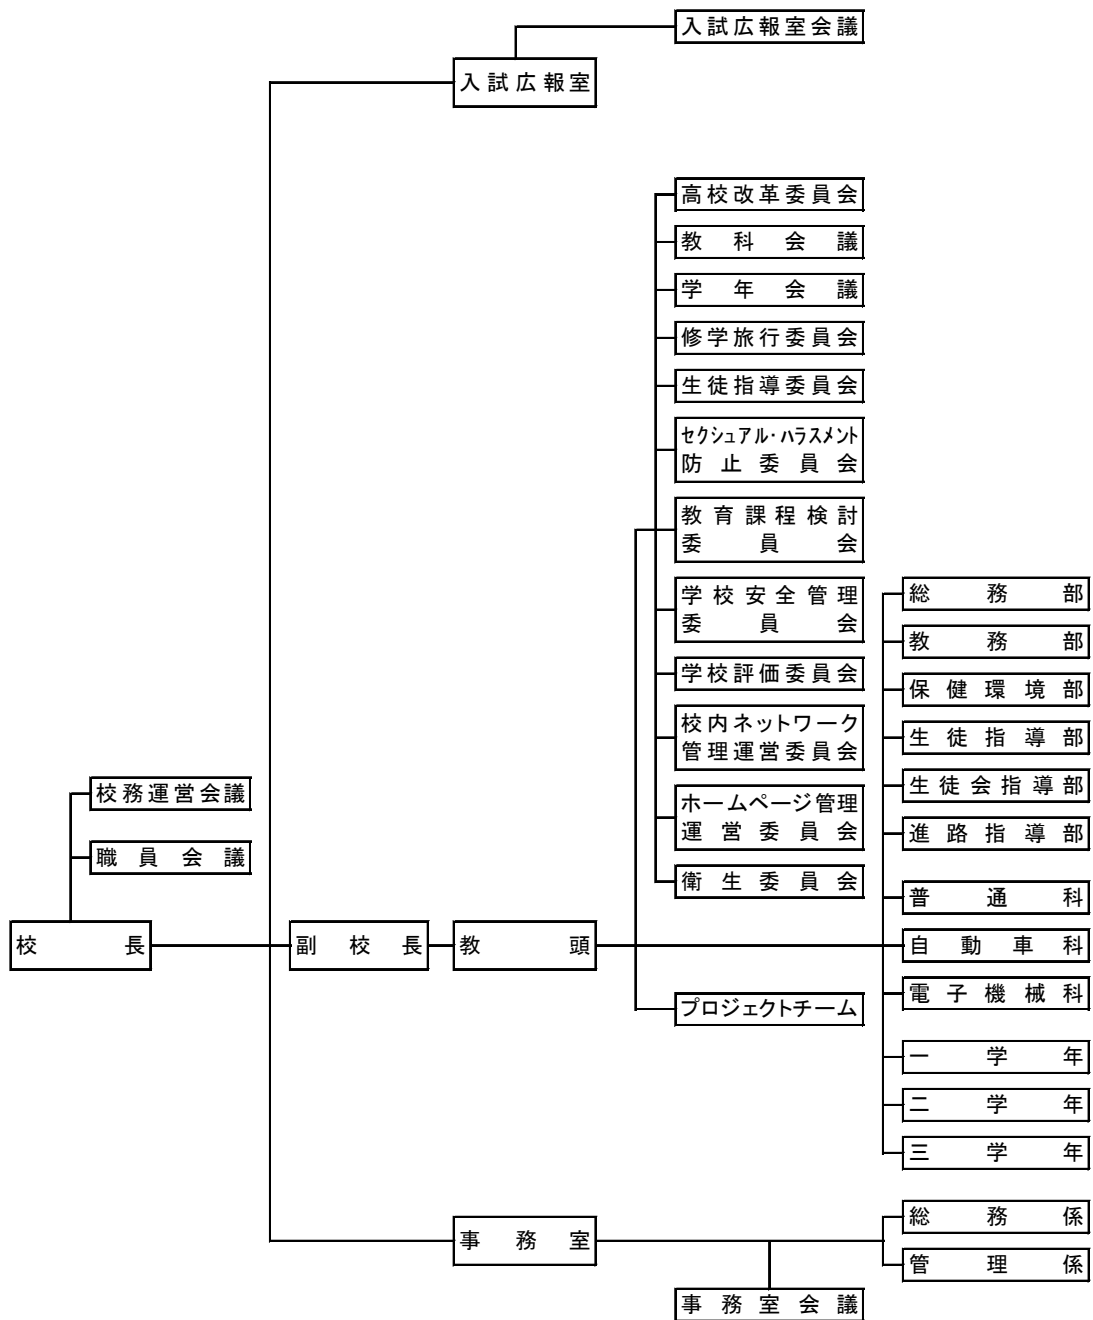 入試広報室会議
入試広報室
高校改革委員会
教科会議
学年会議
修学旅行委員会
生徒指導委員会
セクシュアル・ハラスメント
防止委員会
教育課程検討
委員会
学校安全管理
委員会
学校評価委員会
校内ネットワーク
管理運営委員会
ホームページ管理
運営委員会
衛生委員会
総務部
教務部
保健環境部
生徒指導部
生徒会指導部
進路指導部
普通科
自動車科
電子機械科
一学年
二学年
三学年
校務運営会議
職員会議
校長
副校長
教頭
プロジェクトチーム
事務室
総務係
管理係
事務室会議